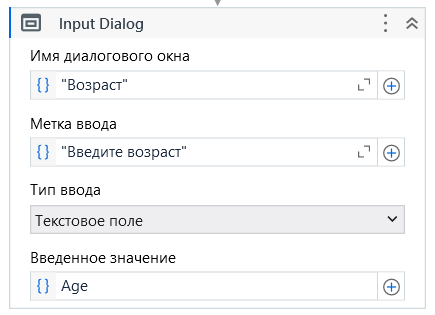 Input Dialog
Имя диалогового окна
{} "Возраст"
Метка ввода
{} "Введите возраст"
Тип ввода
Текстовое поле
Введенное значение
{} Age